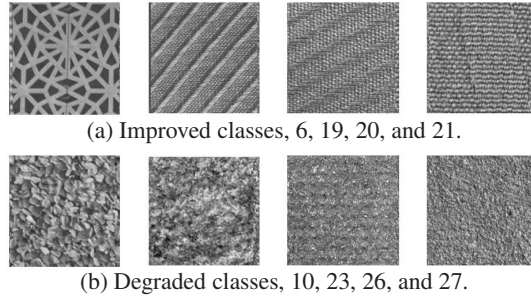 (a) Improved classes, 6, 19, 20, and 21.
(b) Degraded classes, 10, 23, 26, and 27.